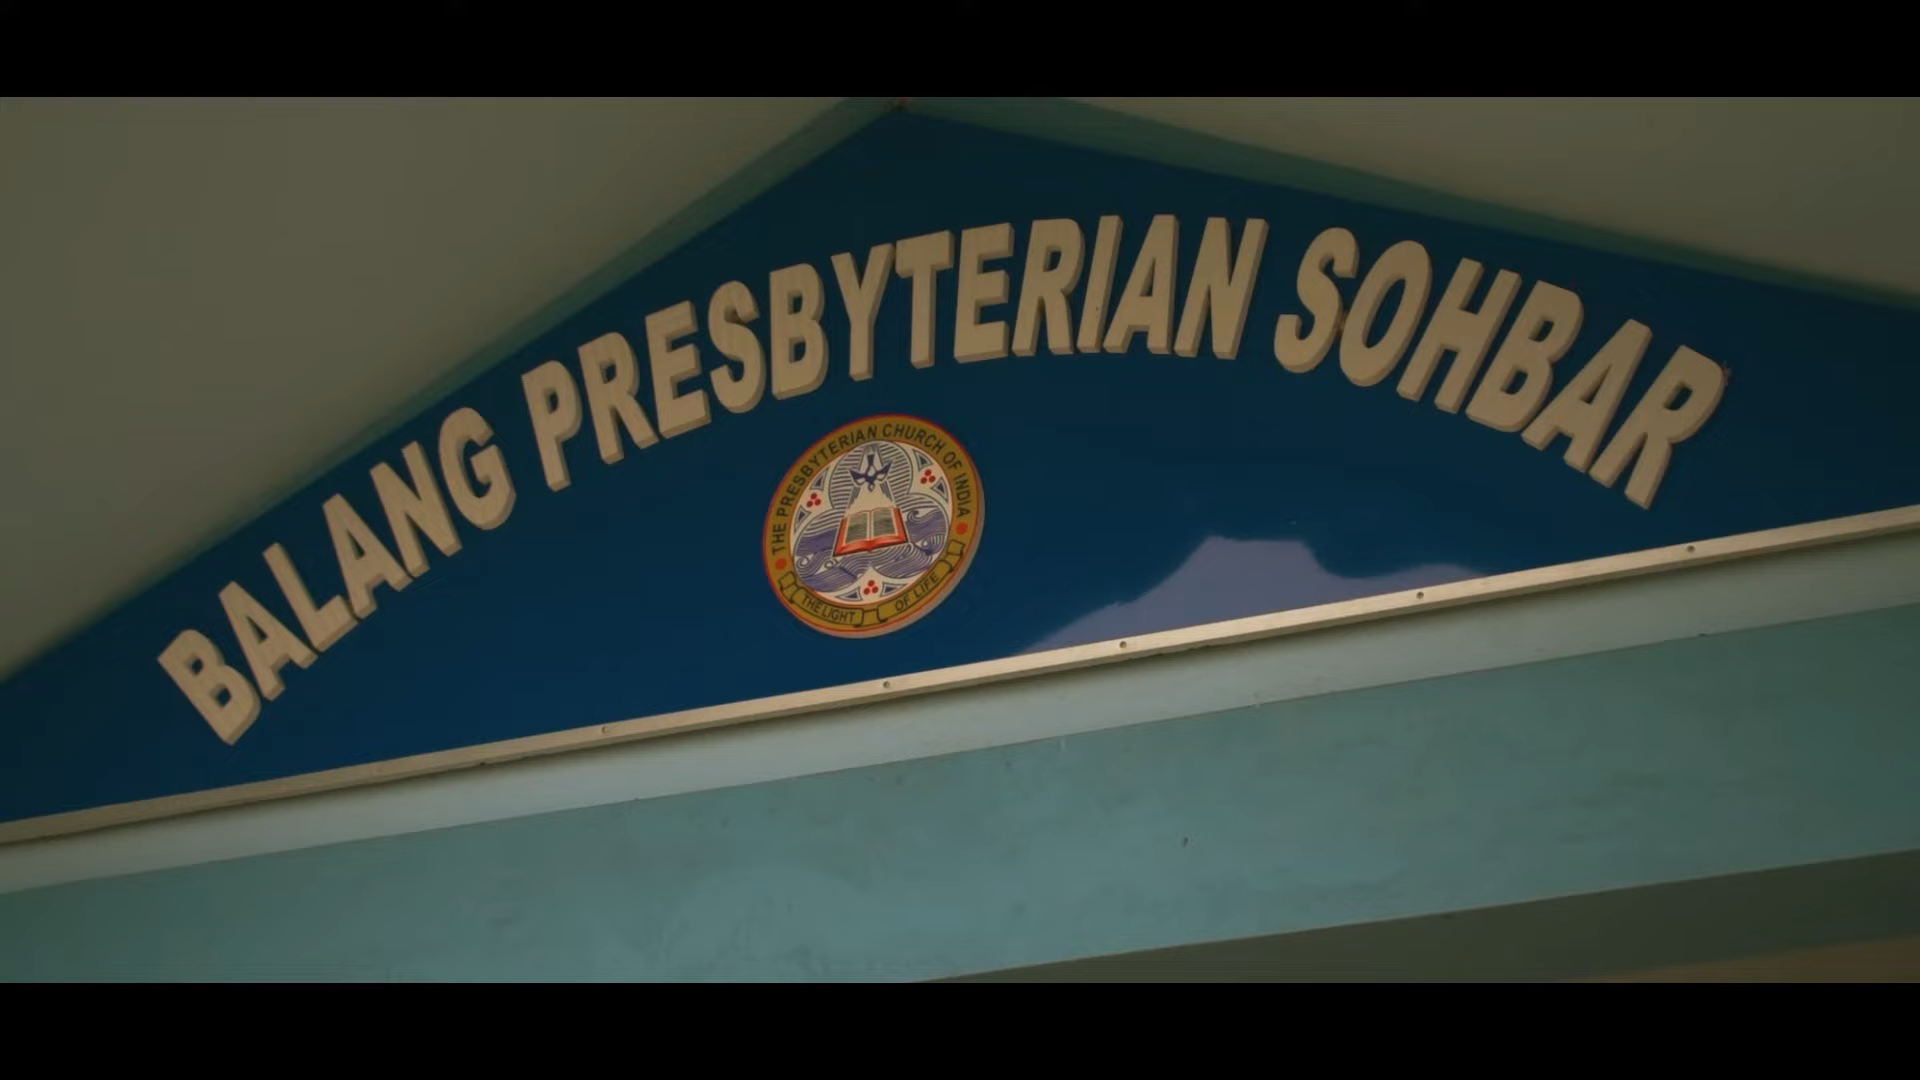 BALANG PRESBYTERIAN SOHBAR
THE PRESBYTERIAN CHURCH OF INDIA
THE LIGHT OF LIFE